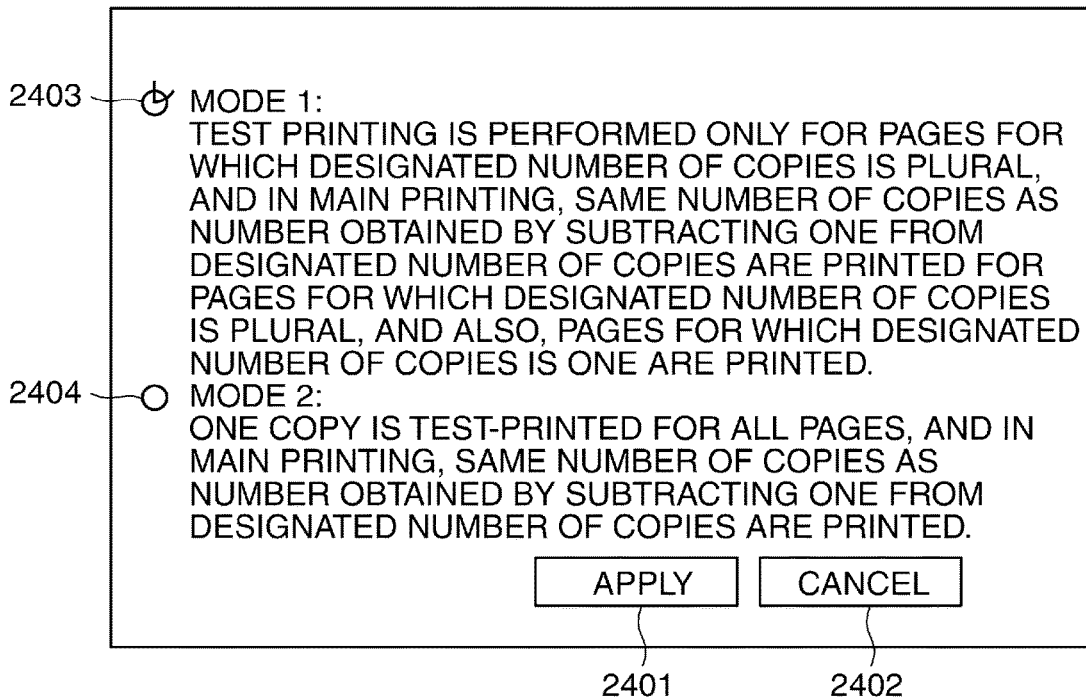 2403
MODE 1:
TEST PRINTING IS PERFORMED ONLY FOR PAGES FOR
WHICH DESIGNATED NUMBER OF COPIES IS PLURAL,
AND IN MAIN PRINTING, SAME NUMBER OF COPIES AS
NUMBER OBTAINED BY SUBTRACTING ONE FROM
DESIGNATED NUMBER OF COPIES ARE PRINTED FOR
PAGES FOR WHICH DESIGNATED NUMBER OF COPIES
IS PLURAL, AND ALSO, PAGES FOR WHICH DESIGNATED
NUMBER OF COPIES IS ONE ARE PRINTED.
2404
MODE 2:
ONE COPY IS TEST-PRINTED FOR ALL PAGES, AND IN
MAIN PRINTING, SAME NUMBER OF COPIES AS
NUMBER OBTAINED BY SUBTRACTING ONE FROM
DESIGNATED NUMBER OF COPIES ARE PRINTED.
APPLY
CANCEL
2401
2402